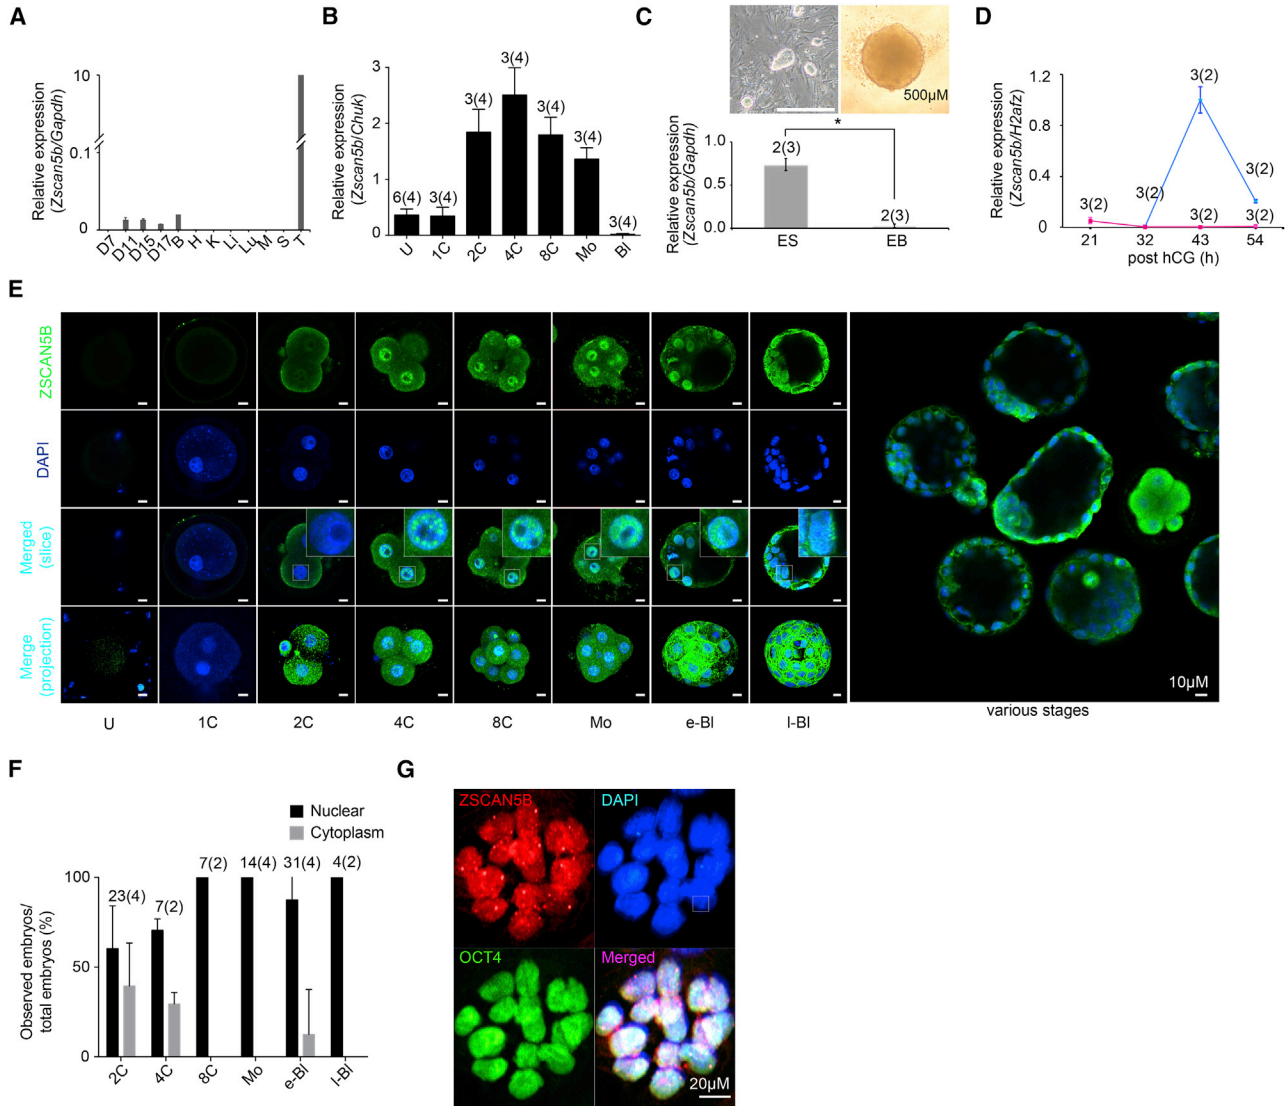 A
Relative expression
(Zscan5b/Gapdh)
10
0.1
0
D7
D11
D15
D17
B
H
K
Li
Lu
M
S
T
B
Relative expression
(Zscan5b/Chuk)
3
2
1
0
6(4)
3(4)
3(4)
3(4)
3(4)
3(4)
3(4)
U
1C
2C
4C
8C
Mo
Bl
C
500µM
Relative expression
(Zscan5b/Gapdh)
1.0
0.5
0
*
2(3)
2(3)
ES
EB
D
Relative expression
(Zscan5b/H2afz)
1.2
0.4
0
3(2)
3(2)
3(2)
3(2)
3(2)
3(2)
21
32
43
54
post hCG (h)
E
ZSCAN5B
DAPI
Merged
(slice)
Merge
(projection)
U
1C
2C
4C
8C
Mo
e-Bl
l-Bl
10µM
various stages
F
Nuclear
Cytoplasm
Observed embryos/
total embryos (%)
100
50
0
23(4)
7(2)
7(2)
14(4)
31(4)
4(2)
2C
4C
8C
Mo
e-Bl
l-Bl
G
ZSCAN5B
DAPI
OCT4
Merged
20µM